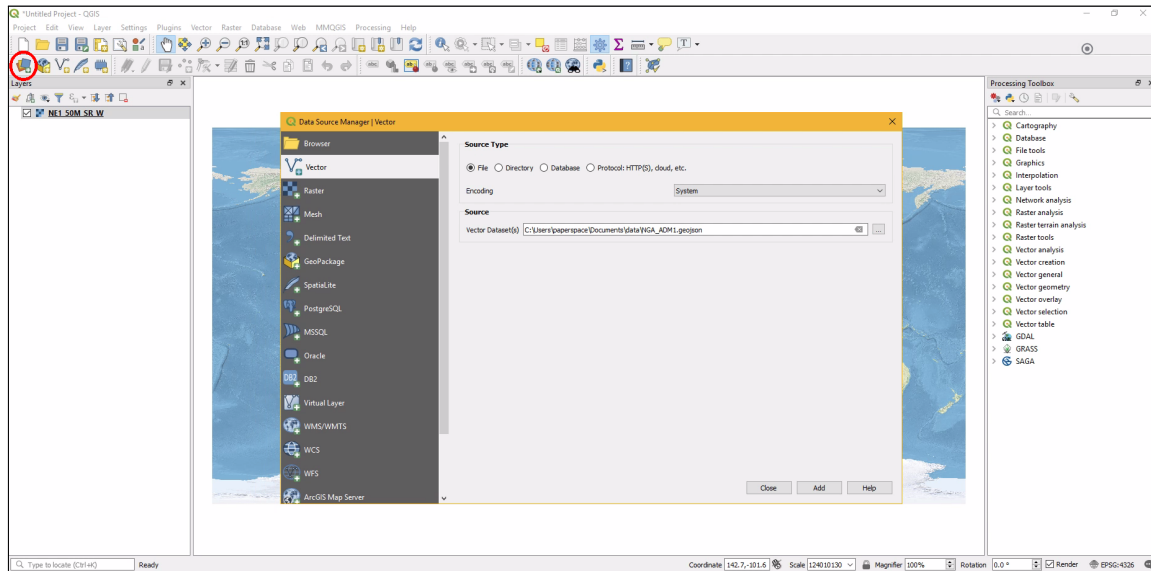 *Untitled Project - QGIS
Project Edit View Layer Settings Plugins Vector Raster Database Web MMQGIS Processing Help
Layers
NE1_50M_SR_W
Data Source Manager | Vector
Browser
Vector
Raster
Mesh
Delimited Text
GeoPackage
SpatiaLite
PostgreSQL
MSSQL
Oracle
DB2
Virtual Layer
WMS/WMTS
WCS
WFS
ArcGIS Map Server
Source Type
File Directory Database Protocol: HTTP(S), cloud, etc.
Encoding System
Source
Vector Dataset(s) C:\Users\paperspace\Documents\data\NGA_ADM1.geojson ...
Close Add Help
Processing Toolbox
Search...
Cartography
Database
File tools
Graphics
Interpolation
Layer tools
Network analysis
Raster analysis
Raster terrain analysis
Raster tools
Vector analysis
Vector creation
Vector general
Vector geometry
Vector overlay
Vector selection
Vector table
GDAL
GRASS
SAGA
Type to locate (Ctrl+K) Ready Coordinate 142.7,-101.6 Scale 124010130 Magnifier 100% Rotation 0.0 ° Render EPSG:4326